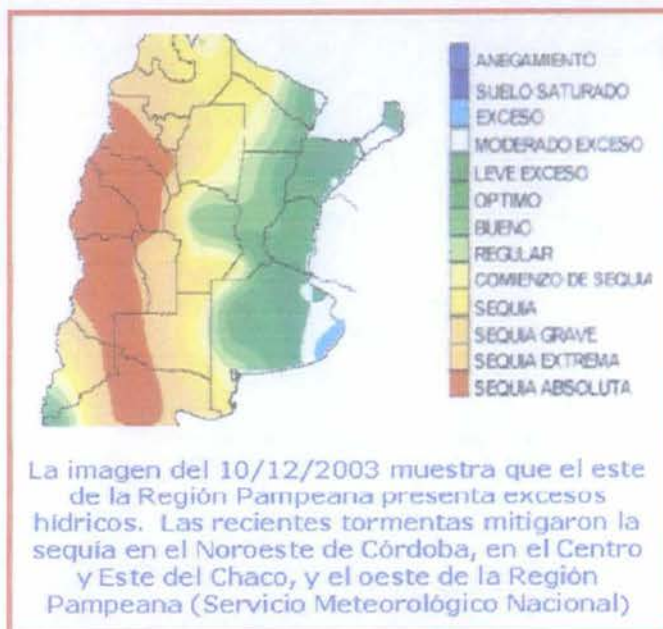 ANEGAMIENTO
SUELO SATURADO
EXCESO
MODERADO EXCESO
LEVE EXCESO
OPTIMO
BUENO
REGULAR
COMIENZO DE SEQUIA
SEQUIA
SEQUIA GRAVE
SEQUIA EXTREMA
SEQUIA ABSOLUTA
La imagen del 10/12/2003 muestra que el este
de la Región Pampeana presenta excesos
hídricos. Las recientes tormentas mitigaron la
sequía en el Noroeste de Córdoba, en el Centro
y Este del Chaco, y el oeste de la Región
Pampeana (Servicio Meteorológico Nacional)